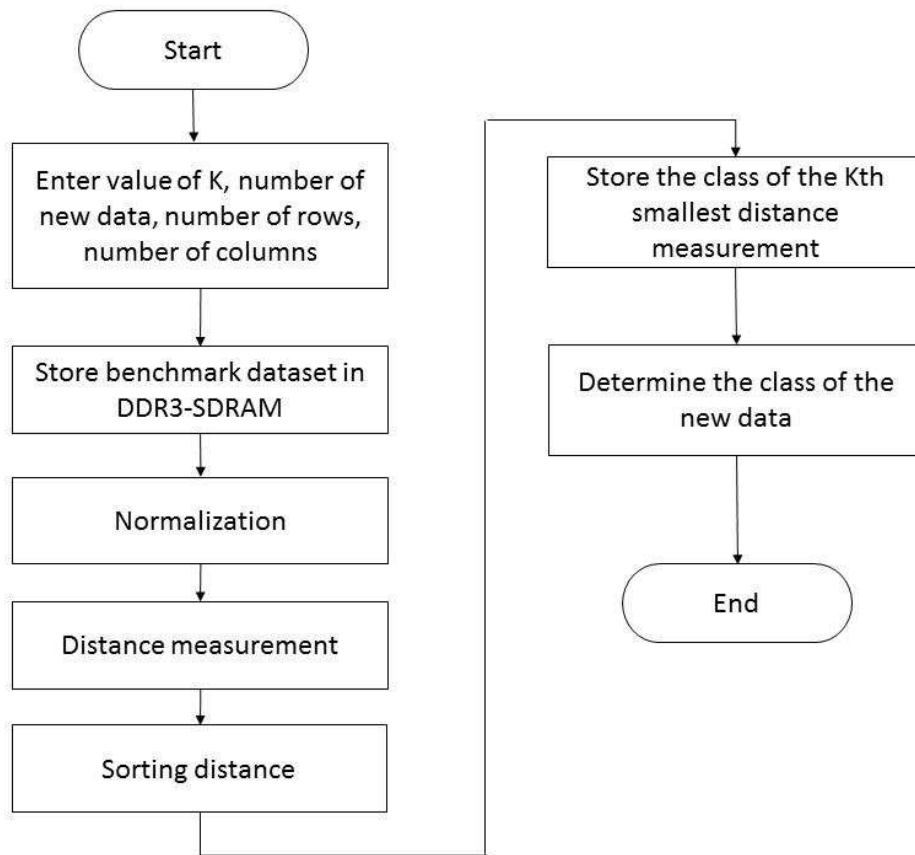 Start
Enter value of K, number of
new data, number of rows,
number of columns
Store benchmark dataset in
DDR3-SDRAM
Normalization
Distance measurement
Sorting distance
Store the class of the Kth
smallest distance
measurement
Determine the class of the
new data
End